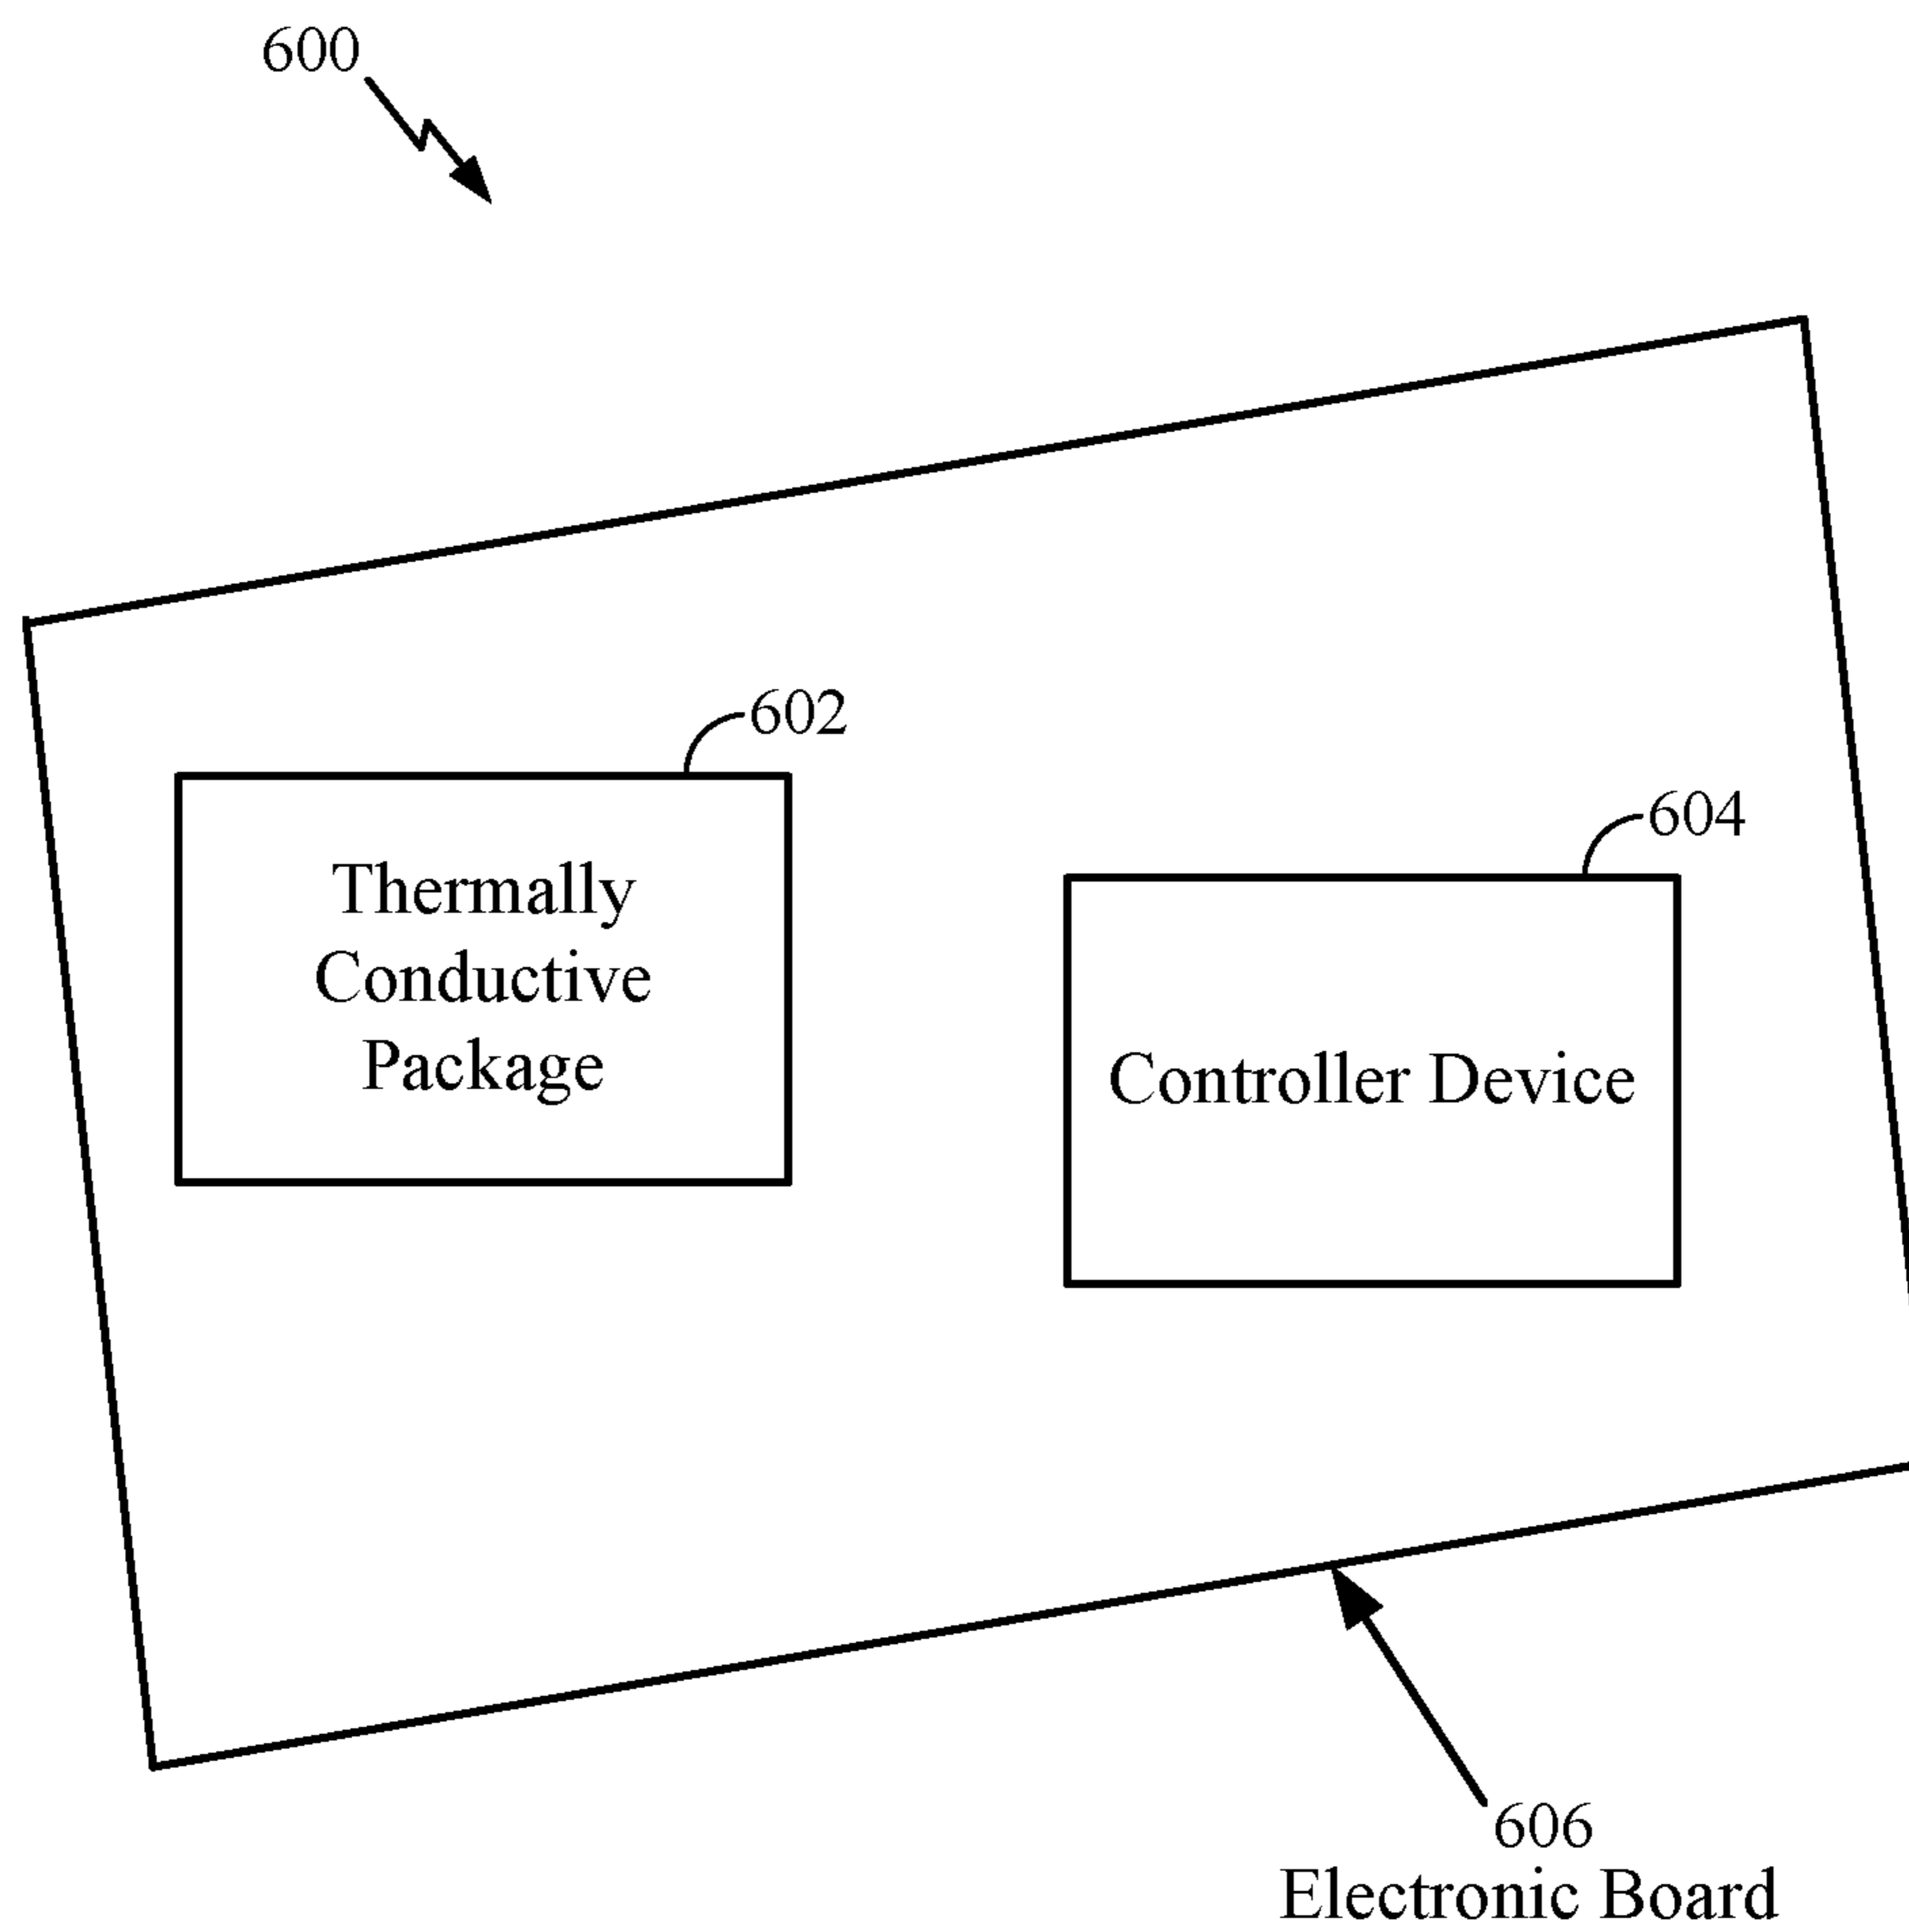 600
602
Thermally
Conductive
Package
604
Controller Device
606
Electronic Board